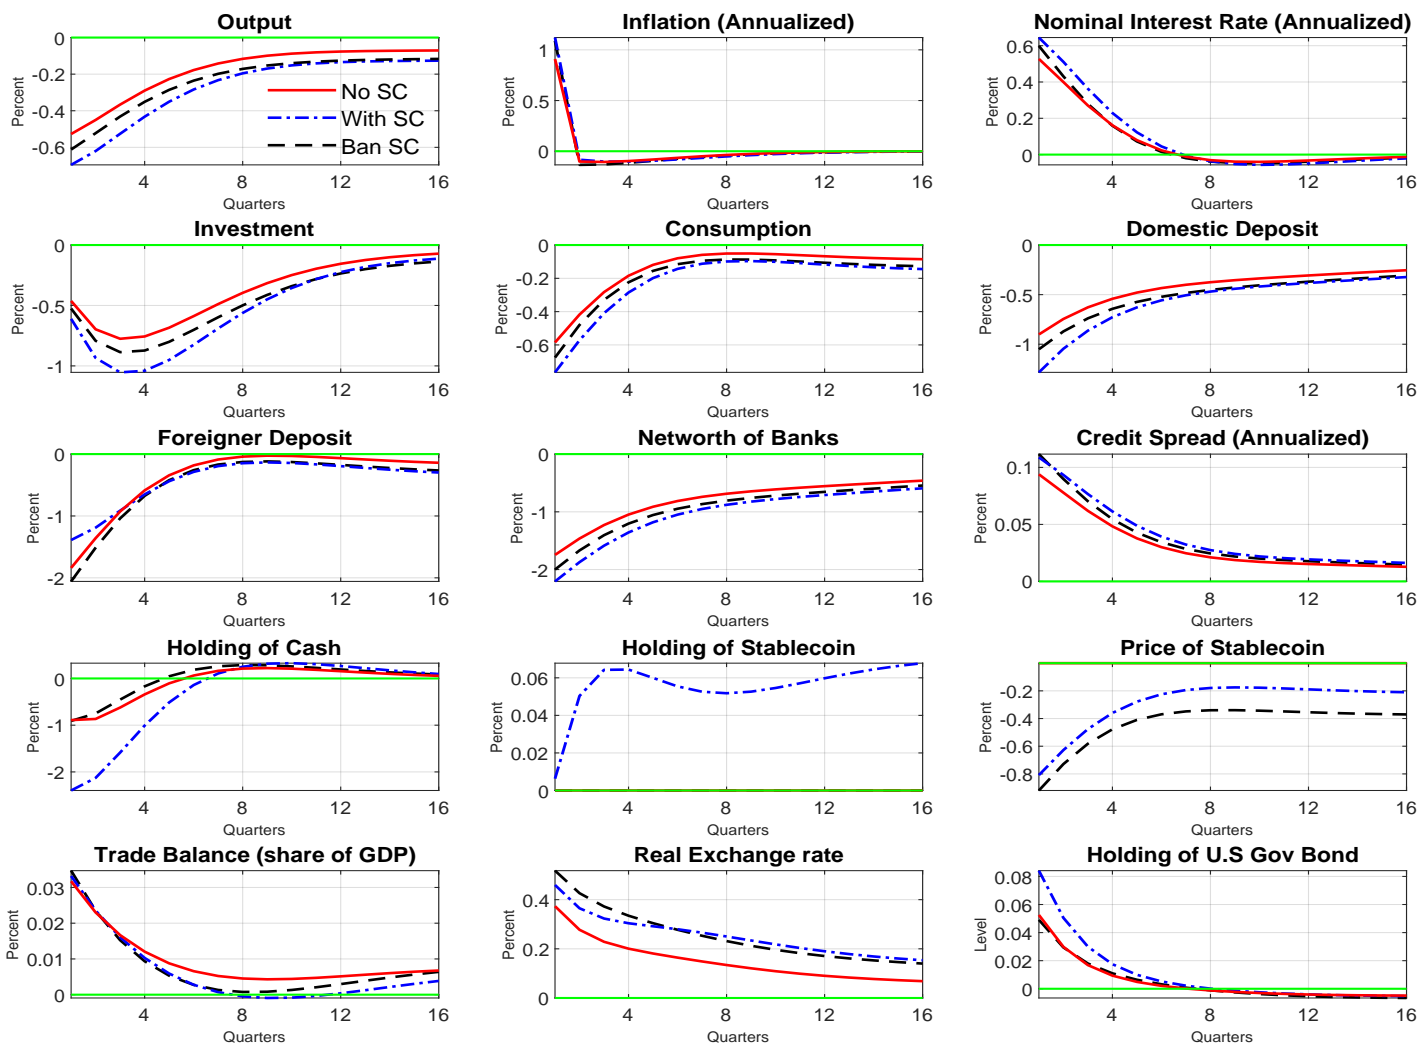 Output
Percent
0
-0.2
-0.4
-0.6
No SC
With SC
Ban SC
4
8
12
16
Quarters
Inflation (Annualized)
Percent
1
0.5
0
4
8
12
16
Quarters
Nominal Interest Rate (Annualized)
Percent
0.6
0.4
0.2
0
4
8
12
16
Quarters
Investment
Percent
0
-0.5
-1
4
8
12
16
Quarters
Consumption
Percent
0
-0.2
-0.4
-0.6
4
8
12
16
Quarters
Domestic Deposit
Percent
0
-0.5
-1
4
8
12
16
Quarters
Foreigner Deposit
Percent
0
-1
-2
4
8
12
16
Quarters
Networth of Banks
Percent
0
-1
-2
4
8
12
16
Quarters
Credit Spread (Annualized)
Percent
0.1
0.05
0
4
8
12
16
Quarters
Holding of Cash
Percent
0
-1
-2
4
8
12
16
Quarters
Holding of Stablecoin
Percent
0.06
0.04
0.02
0
4
8
12
16
Quarters
Price of Stablecoin
Percent
-0.2
-0.4
-0.6
-0.8
4
8
12
16
Quarters
Trade Balance (share of GDP)
Percent
0.03
0.02
0.01
0
4
8
12
16
Quarters
Real Exchange rate
Percent
0.4
0.2
0
4
8
12
16
Quarters
Holding of U.S Gov Bond
Level
0.08
0.06
0.04
0.02
0
4
8
12
16
Quarters